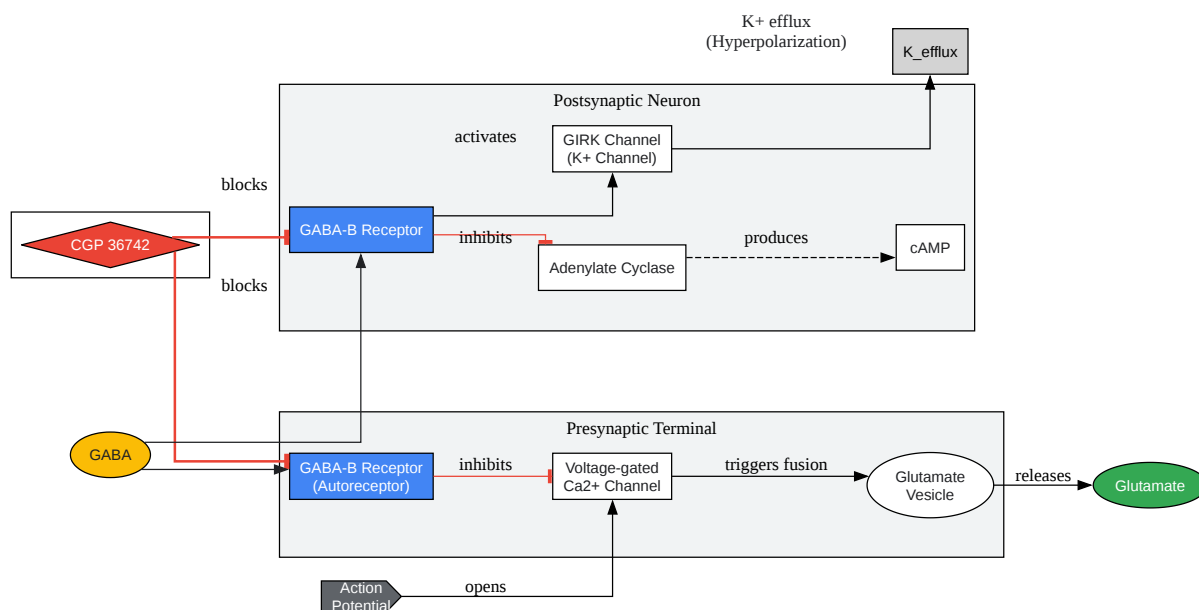 K+ efflux
(Hyperpolarization)
K_efflux
Postsynaptic Neuron
activates
GIRK Channel
(K+ Channel)
blocks
CGP 36742
GABA-B Receptor
inhibits
Adenylate Cyclase
produces
cAMP
blocks
Presynaptic Terminal
GABA
GABA-B Receptor
(Autoreceptor)
inhibits
Voltage-gated
Ca2+ Channel
triggers fusion
Glutamate
Vesicle
releases
Glutamate
Action
Potential
opens